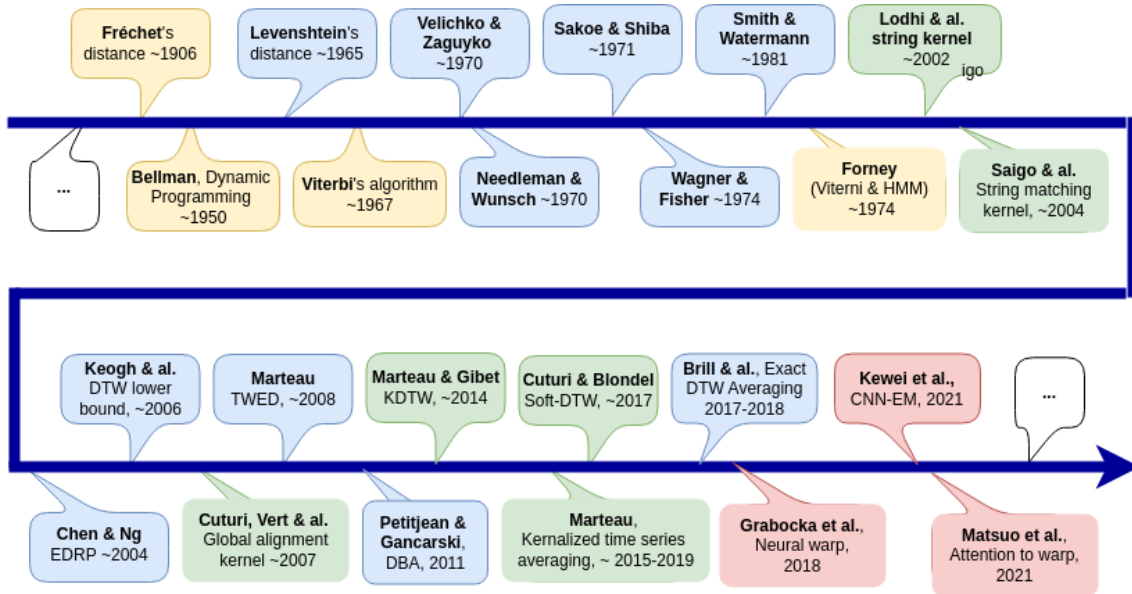 Fréchet's
distance ~1906
Levenshtein's
distance ~1965
Velichko &
Zaguyko
~1970
Sakoe & Shiba
~1971
Smith &
Watermann
~1981
Lodhi & al.
string kernel
~2002
igo
...
Bellman, Dynamic
Programming
~1950
Viterbi's algorithm
~1967
Needleman &
Wunsch ~1970
Wagner &
Fisher ~1974
Forney
(Viterni & HMM)
~1974
Saigo & al.
String matching
kernel, ~2004
Keogh & al.
DTW lower
bound, ~2006
Marteau
TWED, ~2008
Marteau & Gibet
KDTW, ~2014
Cuturi & Blondel
Soft-DTW, ~2017
Brill & al., Exact
DTW Averaging
2017-2018
Kewei et al.,
CNN-EM, 2021
...
Chen & Ng
EDRP ~2004
Cuturi, Vert & al.
Global alignment
kernel ~2007
Petitjean &
Gancarski,
DBA, 2011
Marteau,
Kernalized time series
averaging, ~ 2015-2019
Grabocka et al.,
Neural warp,
2018
Matsuo et al.,
Attention to warp,
2021